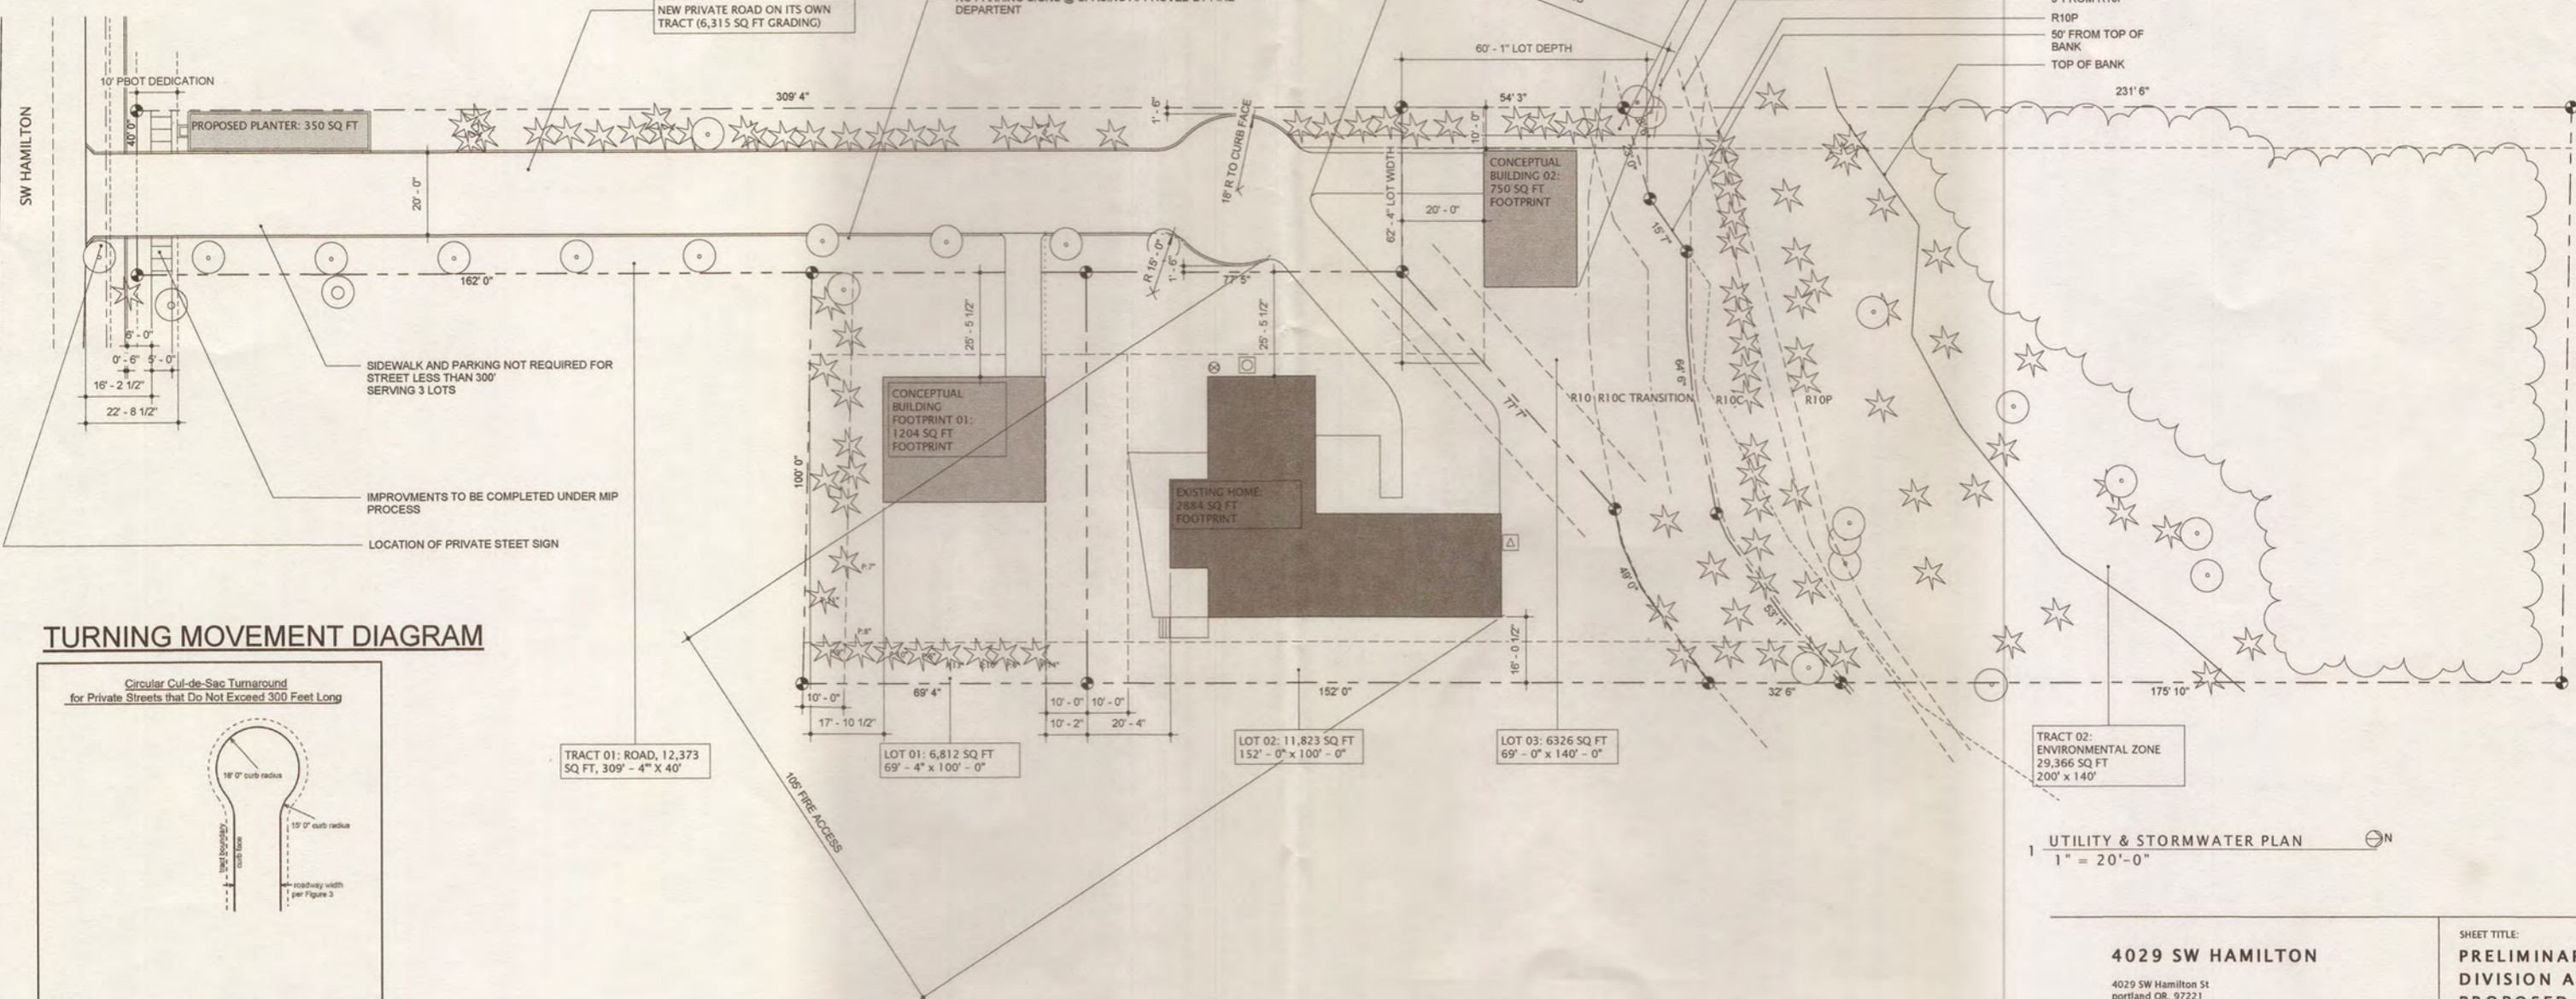 NEW PRIVATE ROAD ON ITS OWN
TRACT (6,315 SQ FT GRADING)
DEPARTENT
R10P
50' FROM TOP OF
BANK
TOP OF BANK
60' - 1" LOT DEPTH
10' PBOT DEDICATION
309' 4"
1' - 6"
54' 3"
231' 6"
SW HAMILTON
40' 0"
PROPOSED PLANTER: 350 SQ FT
18' R TO CURB FACE
10' - 0"
20' - 0"
62' - 4" LOT WIDTH
CONCEPTUAL
BUILDING 02:
750 SQ FT
FOOTPRINT
23' 0"
20' - 0"
15' 7"
162' 0"
R 15' - 0"
1' - 6"
77' 5"
25' - 5 1/2"
25' - 5 1/2"
6' - 0"
0' - 6"
5' - 0"
16' - 2 1/2"
22' - 8 1/2"
SIDEWALK AND PARKING NOT REQUIRED FOR
STREET LESS THAN 300'
SERVING 3 LOTS
CONCEPTUAL
BUILDING
FOOTPRINT 01:
1204 SQ FT
FOOTPRINT
77' 7"
64' 6"
R10
R10C TRANSITION
R10C
R10P
100' 0"
IMPROVMENTS TO BE COMPLETED UNDER MIP
PROCESS
EXISTING HOME:
2884 SQ FT
FOOTPRINT
LOCATION OF PRIVATE STEET SIGN
49' 0"
53' 1"
16' - 0 1/2"
TURNING MOVEMENT DIAGRAM
Circular Cul-de-Sac Turnaround
for Private Streets that Do Not Exceed 300 Feet Long
18' 0" curb radius
15' 0" curb radius
tract boundary
curb face
roadway width
per Figure 3
10' - 0"
69' 4"
10' - 0"
10' - 0"
152' 0"
32' 6"
175' 10"
17' - 10 1/2"
10' - 2"
20' - 4"
TRACT 01: ROAD, 12,373
SQ FT, 309' - 4" X 40'
LOT 01: 6,812 SQ FT
69' - 4" x 100' - 0"
LOT 02: 11,823 SQ FT
152' - 0" x 100' - 0"
LOT 03: 6326 SQ FT
69' - 0" x 140' - 0"
TRACT 02:
ENVIRONMENTAL ZONE
29,366 SQ FT
200' x 140'
FIRE ACCESS
1
UTILITY & STORMWATER PLAN
N
1" = 20'-0"
4029 SW HAMILTON
4029 SW Hamilton St
portland OR, 97221
SHEET TITLE:
PRELIMINAR
DIVISION A